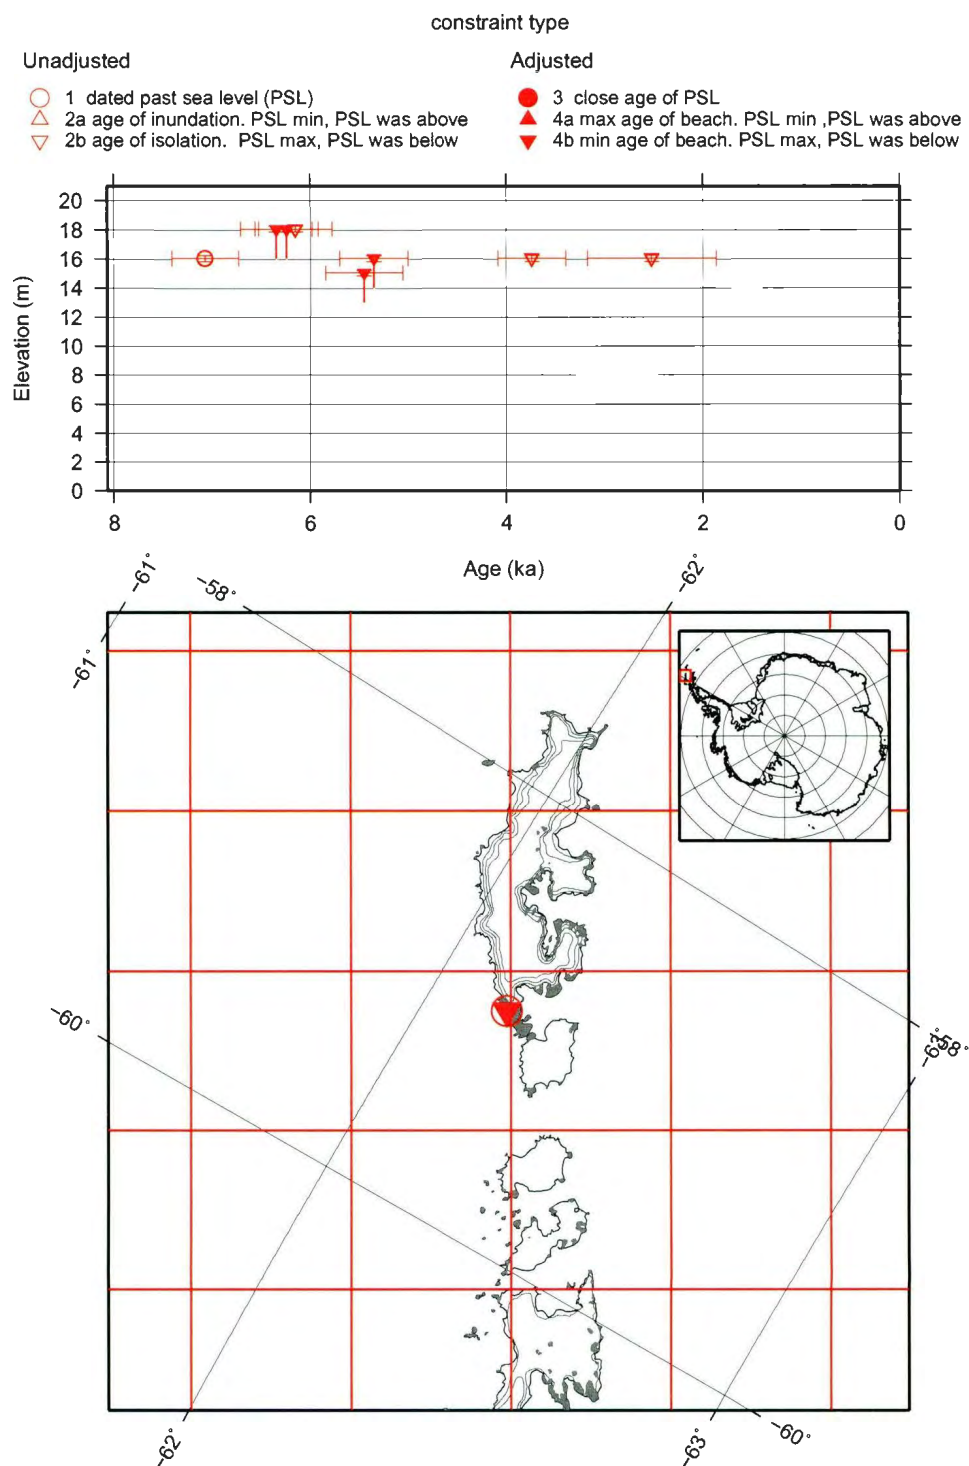 constraint type
Unadjusted
Adjusted
1 dated past sea level (PSL)
3 close age of PSL
2a age of inundation. PSL min, PSL was above
4a max age of beach. PSL min ,PSL was above
2b age of isolation. PSL max, PSL was below
4b min age of beach. PSL max, PSL was below
20
18
16
14
12
10
8
6
4
2
0
Elevation (m)
8 6 4 2 0
Age (ka)
−61°
−58°
−62°
−61°
−60°
−58°
−63°
−62°
−63°
−60°